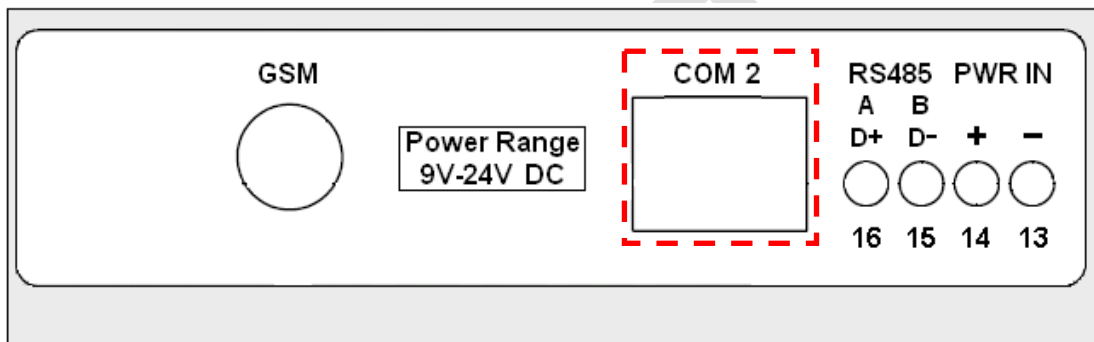 GSM
COM 2
RS485 PWR IN
A B
D+ D- + −
Power Range
9V-24V DC
16 15 14 13